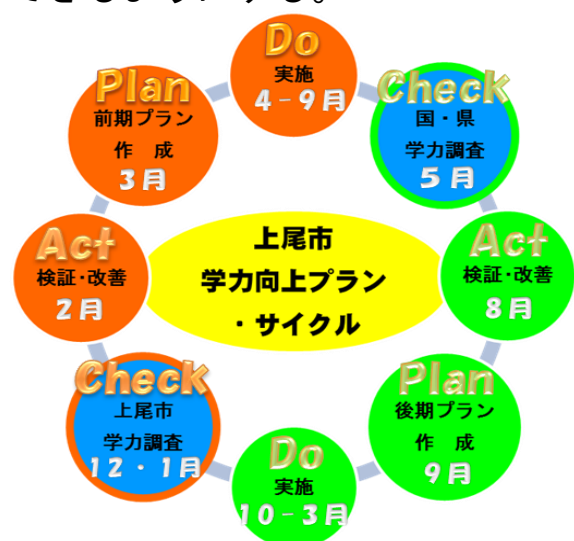 Do
実施
4-9月
Check
国・県
学力調査
5月
Act
検証・改善
8月
Plan
後期プラン
作 成
9月
Do
実施
10-3月
Check
上尾市
学力調査
12・1月
Act
検証・改善
2月
Plan
前期プラン
作 成
3月
上尾市
学力向上プラン
・サイクル